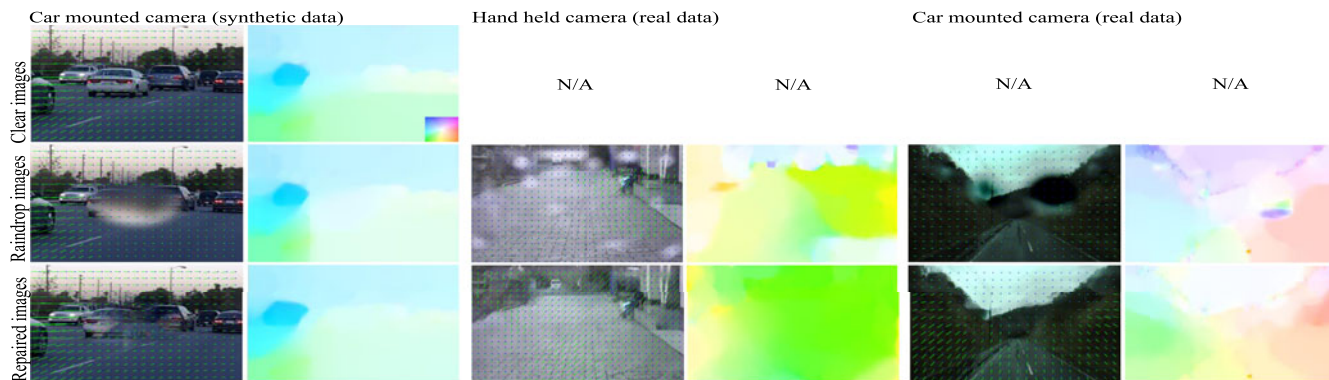 Car mounted camera (synthetic data)
Hand held camera (real data)
Car mounted camera (real data)
Clear images
N/A
N/A
N/A
N/A
Raindrop images
Repaired images